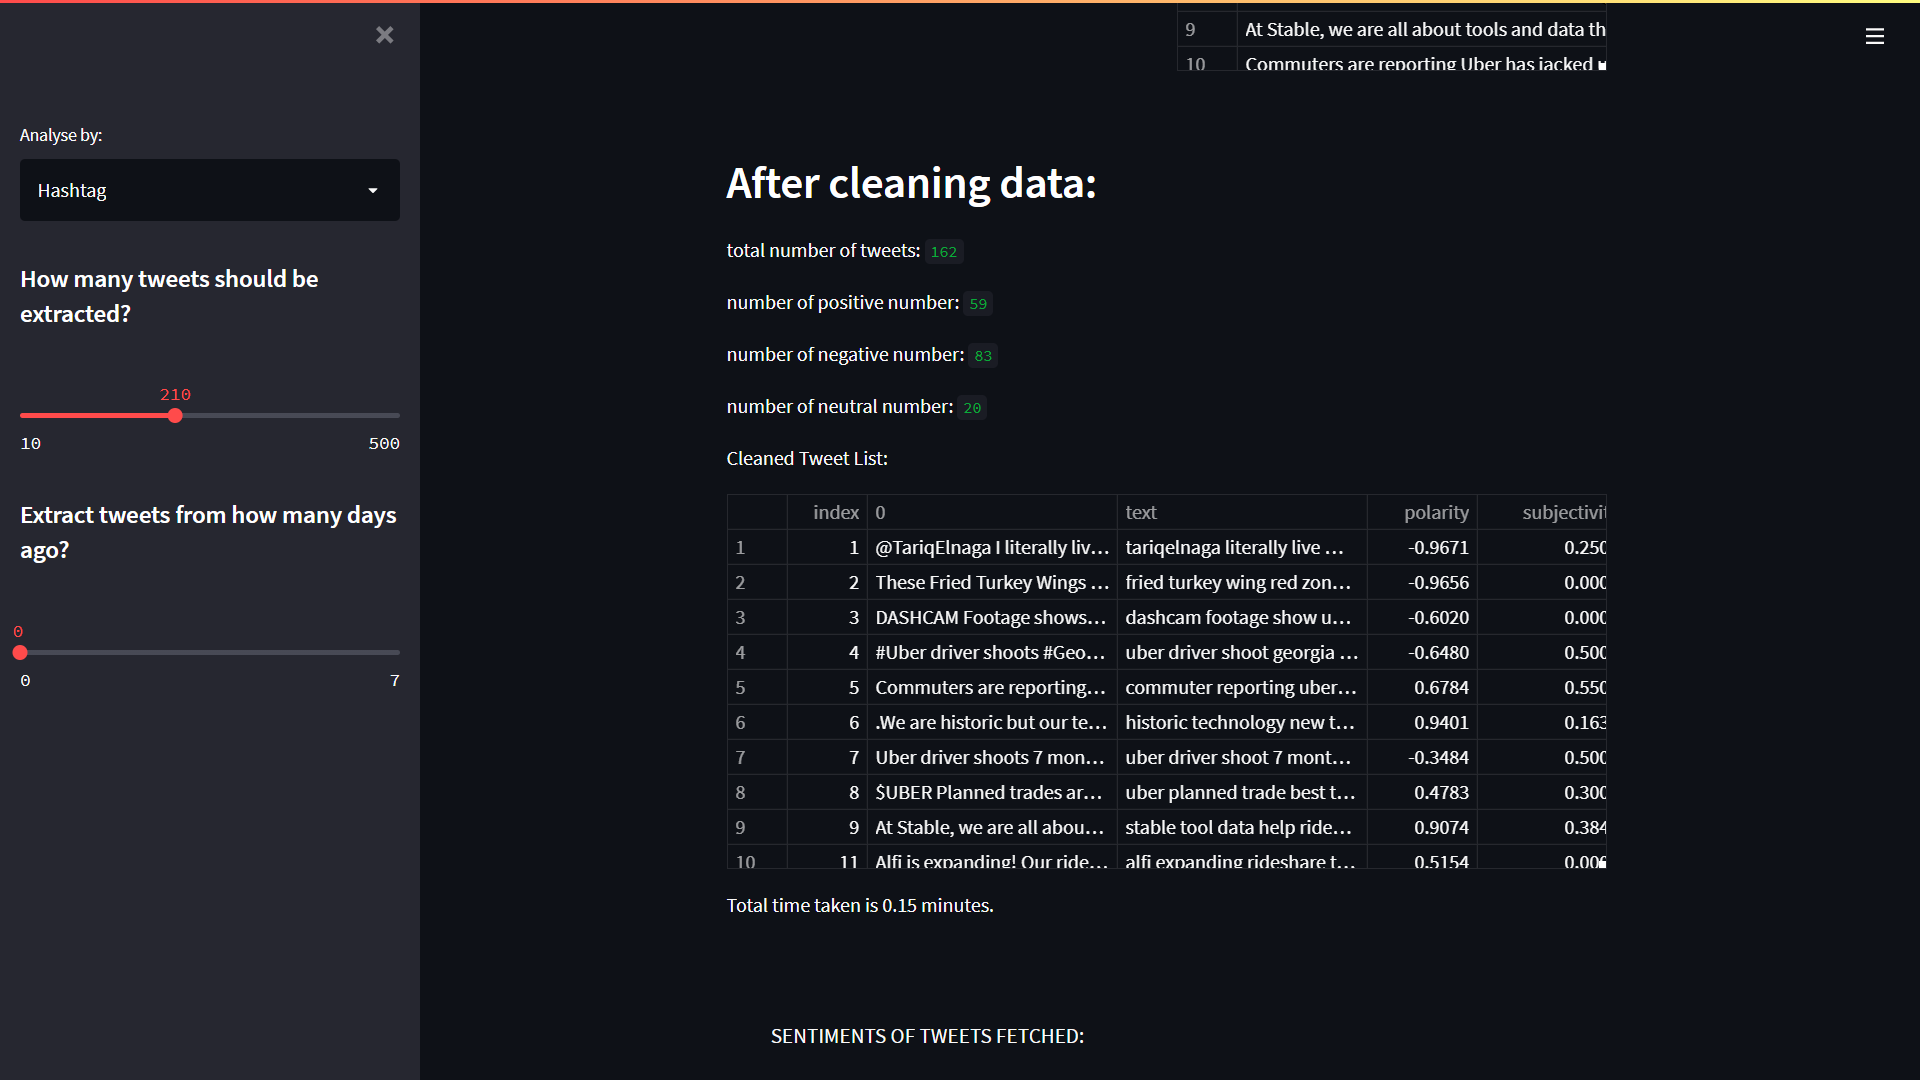 Analyse by:
Hashtag
How many tweets should be
extracted?
210
10 500
Extract tweets from how many days
ago?
0
0 7
9 At Stable, we are all about tools and data th
10 Commuters are reporting Uber has jacked
After cleaning data:
total number of tweets: 162
number of positive number: 59
number of negative number: 83
number of neutral number: 20
Cleaned Tweet List:
index 0 text polarity subjectivit
1 1 @TariqElnaga I literally liv... tariqelnaga literally live ... -0.9671 0.250
2 2 These Fried Turkey Wings ... fried turkey wing red zon... -0.9656 0.000
3 3 DASHCAM Footage shows... dashcam footage show u... -0.6020 0.000
4 4 #Uber driver shoots #Geo... uber driver shoot georgia ... -0.6480 0.500
5 5 Commuters are reporting... commuter reporting uber... 0.6784 0.550
6 6 .We are historic but our te... historic technology new t... 0.9401 0.163
7 7 Uber driver shoots 7 mon... uber driver shoot 7 mont... -0.3484 0.500
8 8 $UBER Planned trades ar... uber planned trade best t... 0.4783 0.300
9 9 At Stable, we are all abou... stable tool data help ride... 0.9074 0.384
10 11 Alfi is expanding! Our ride... alfi expanding rideshare t... 0.5154
Total time taken is 0.15 minutes.
SENTIMENTS OF TWEETS FETCHED: